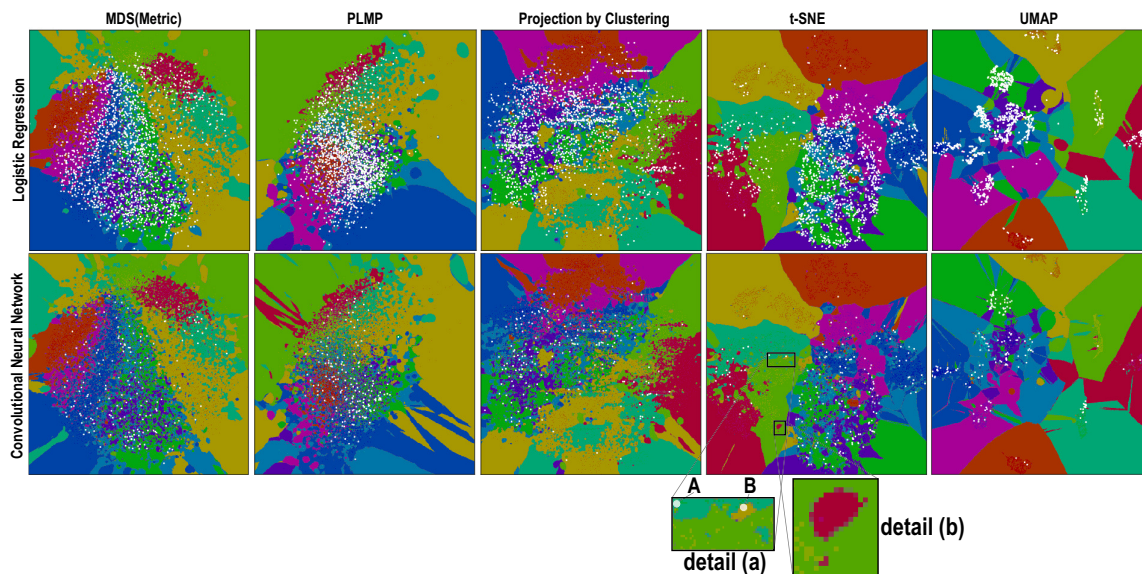 MDS(Metric)
PLMP
Projection by Clustering
t-SNE
UMAP
Logistic Regression
Convolutional Neural Network
A
B
detail (a)
detail (b)